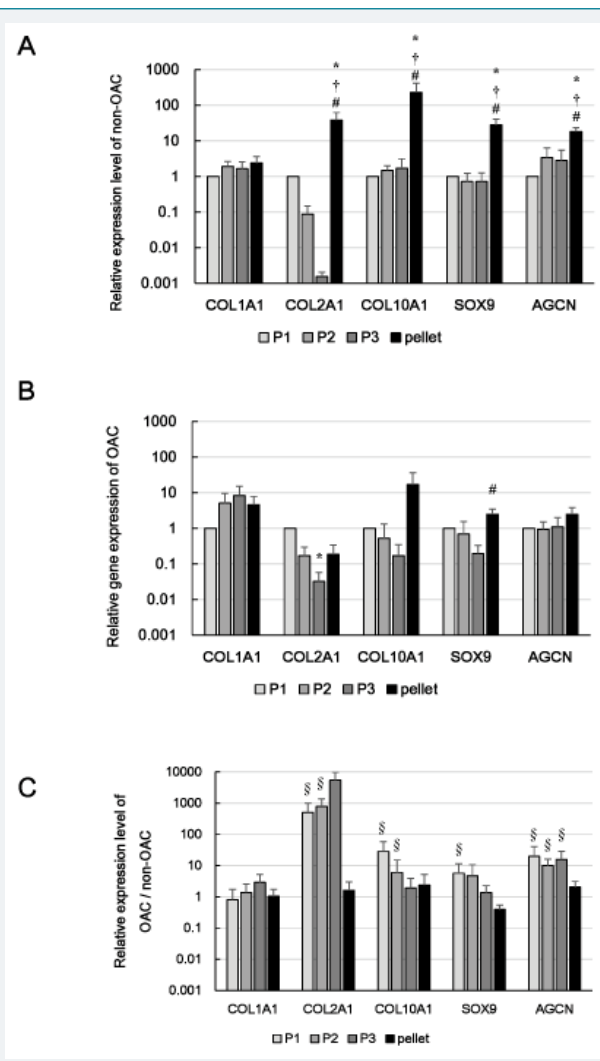 A
Relative expression level of non-OAC
1000
100
10
1
0.1
0.01
0.001
*
†
#
*
†
#
*
†
#
*
†
#
COL1A1 COL2A1 COL10A1 SOX9 AGCN
P1 P2 P3 pellet
B
Relative gene expression of OAC
1000
100
10
1
0.1
0.01
0.001
*
#
COL1A1 COL2A1 COL10A1 SOX9 AGCN
P1 P2 P3 pellet
C
Relative expression level of
OAC / non-OAC
10000
1000
100
10
1
0.1
0.01
0.001
§ §
§ §
§
§ § §
COL1A1 COL2A1 COL10A1 SOX9 AGCN
P1 P2 P3 pellet